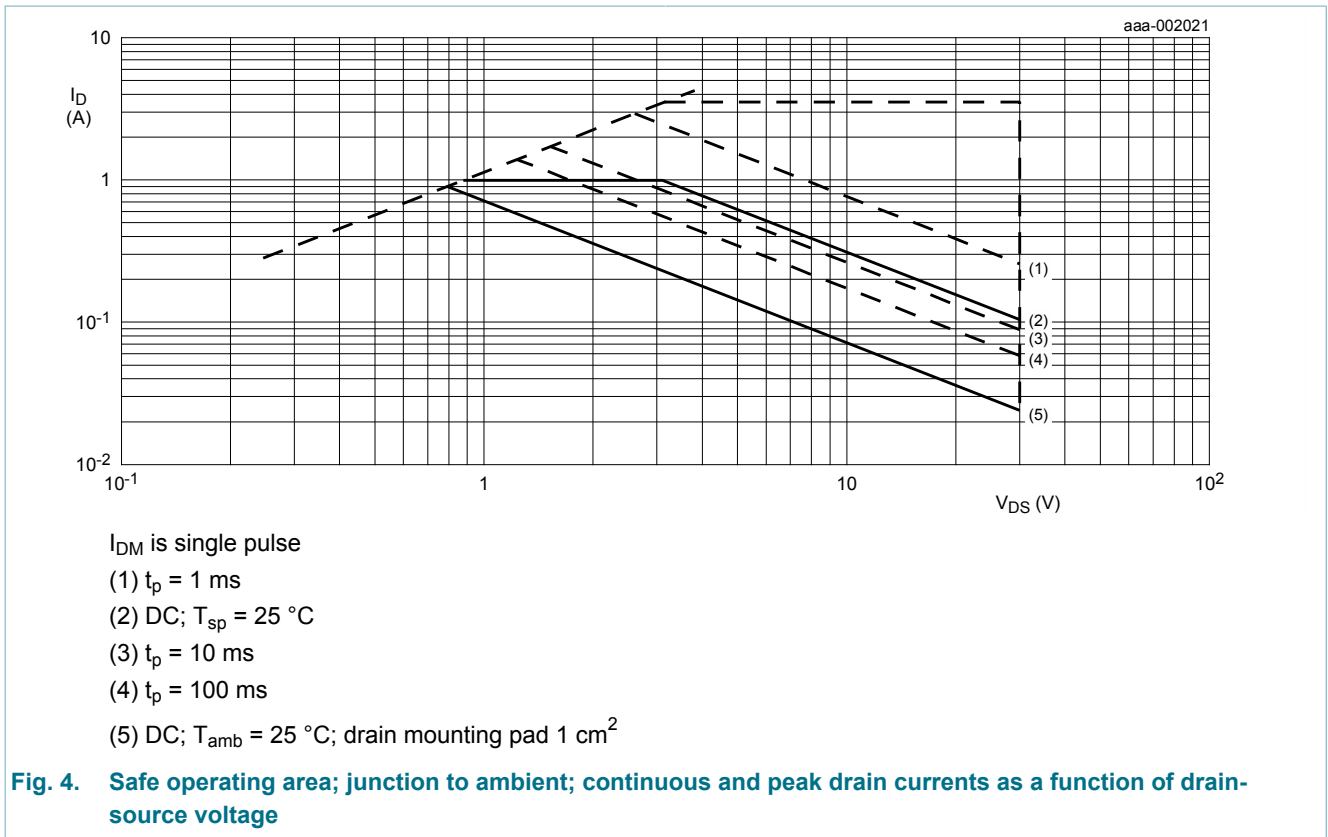 aaa-002021
10
I_D
(A)
1
(1)
10^-1
(2)
(3)
(4)
(5)
10^-2
10^-1
1
10
10^2
V_DS (V)
I_DM is single pulse
(1) t_p = 1 ms
(2) DC; T_sp = 25 °C
(3) t_p = 10 ms
(4) t_p = 100 ms
(5) DC; T_amb = 25 °C; drain mounting pad 1 cm^2
Fig. 4. Safe operating area; junction to ambient; continuous and peak drain currents as a function of drain-
source voltage